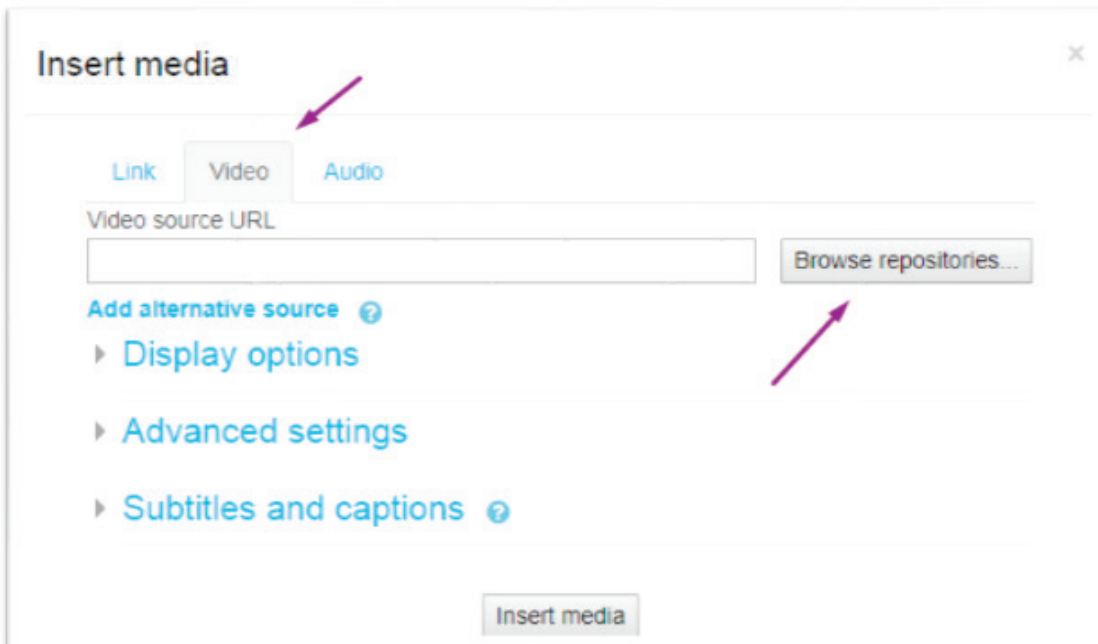 Insert media
×
Link Video Audio
Video source URL
Browse repositories...
Add alternative source ?
Display options
Advanced settings
Subtitles and captions ?
Insert media